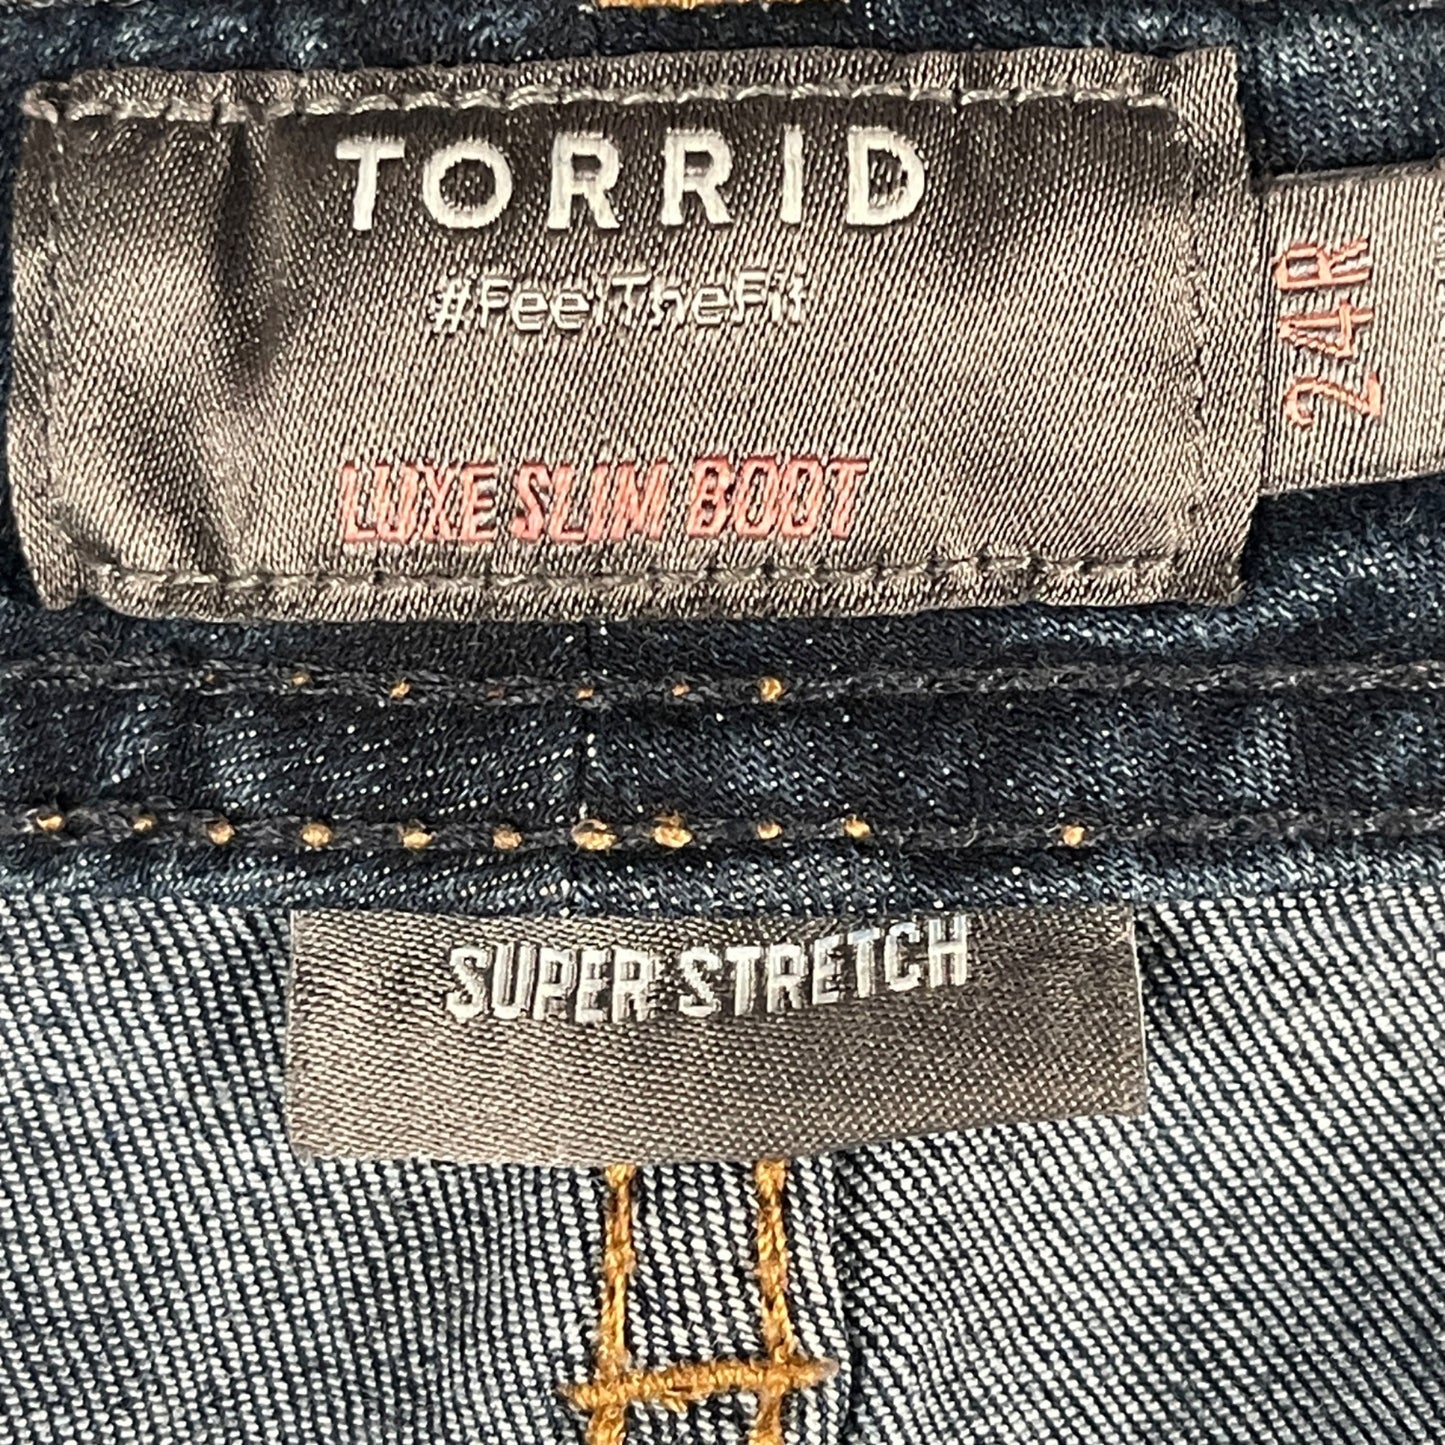 TORRID
#FeelTheFit
LUXE SLIM BOOT
24R
SUPER STRETCH